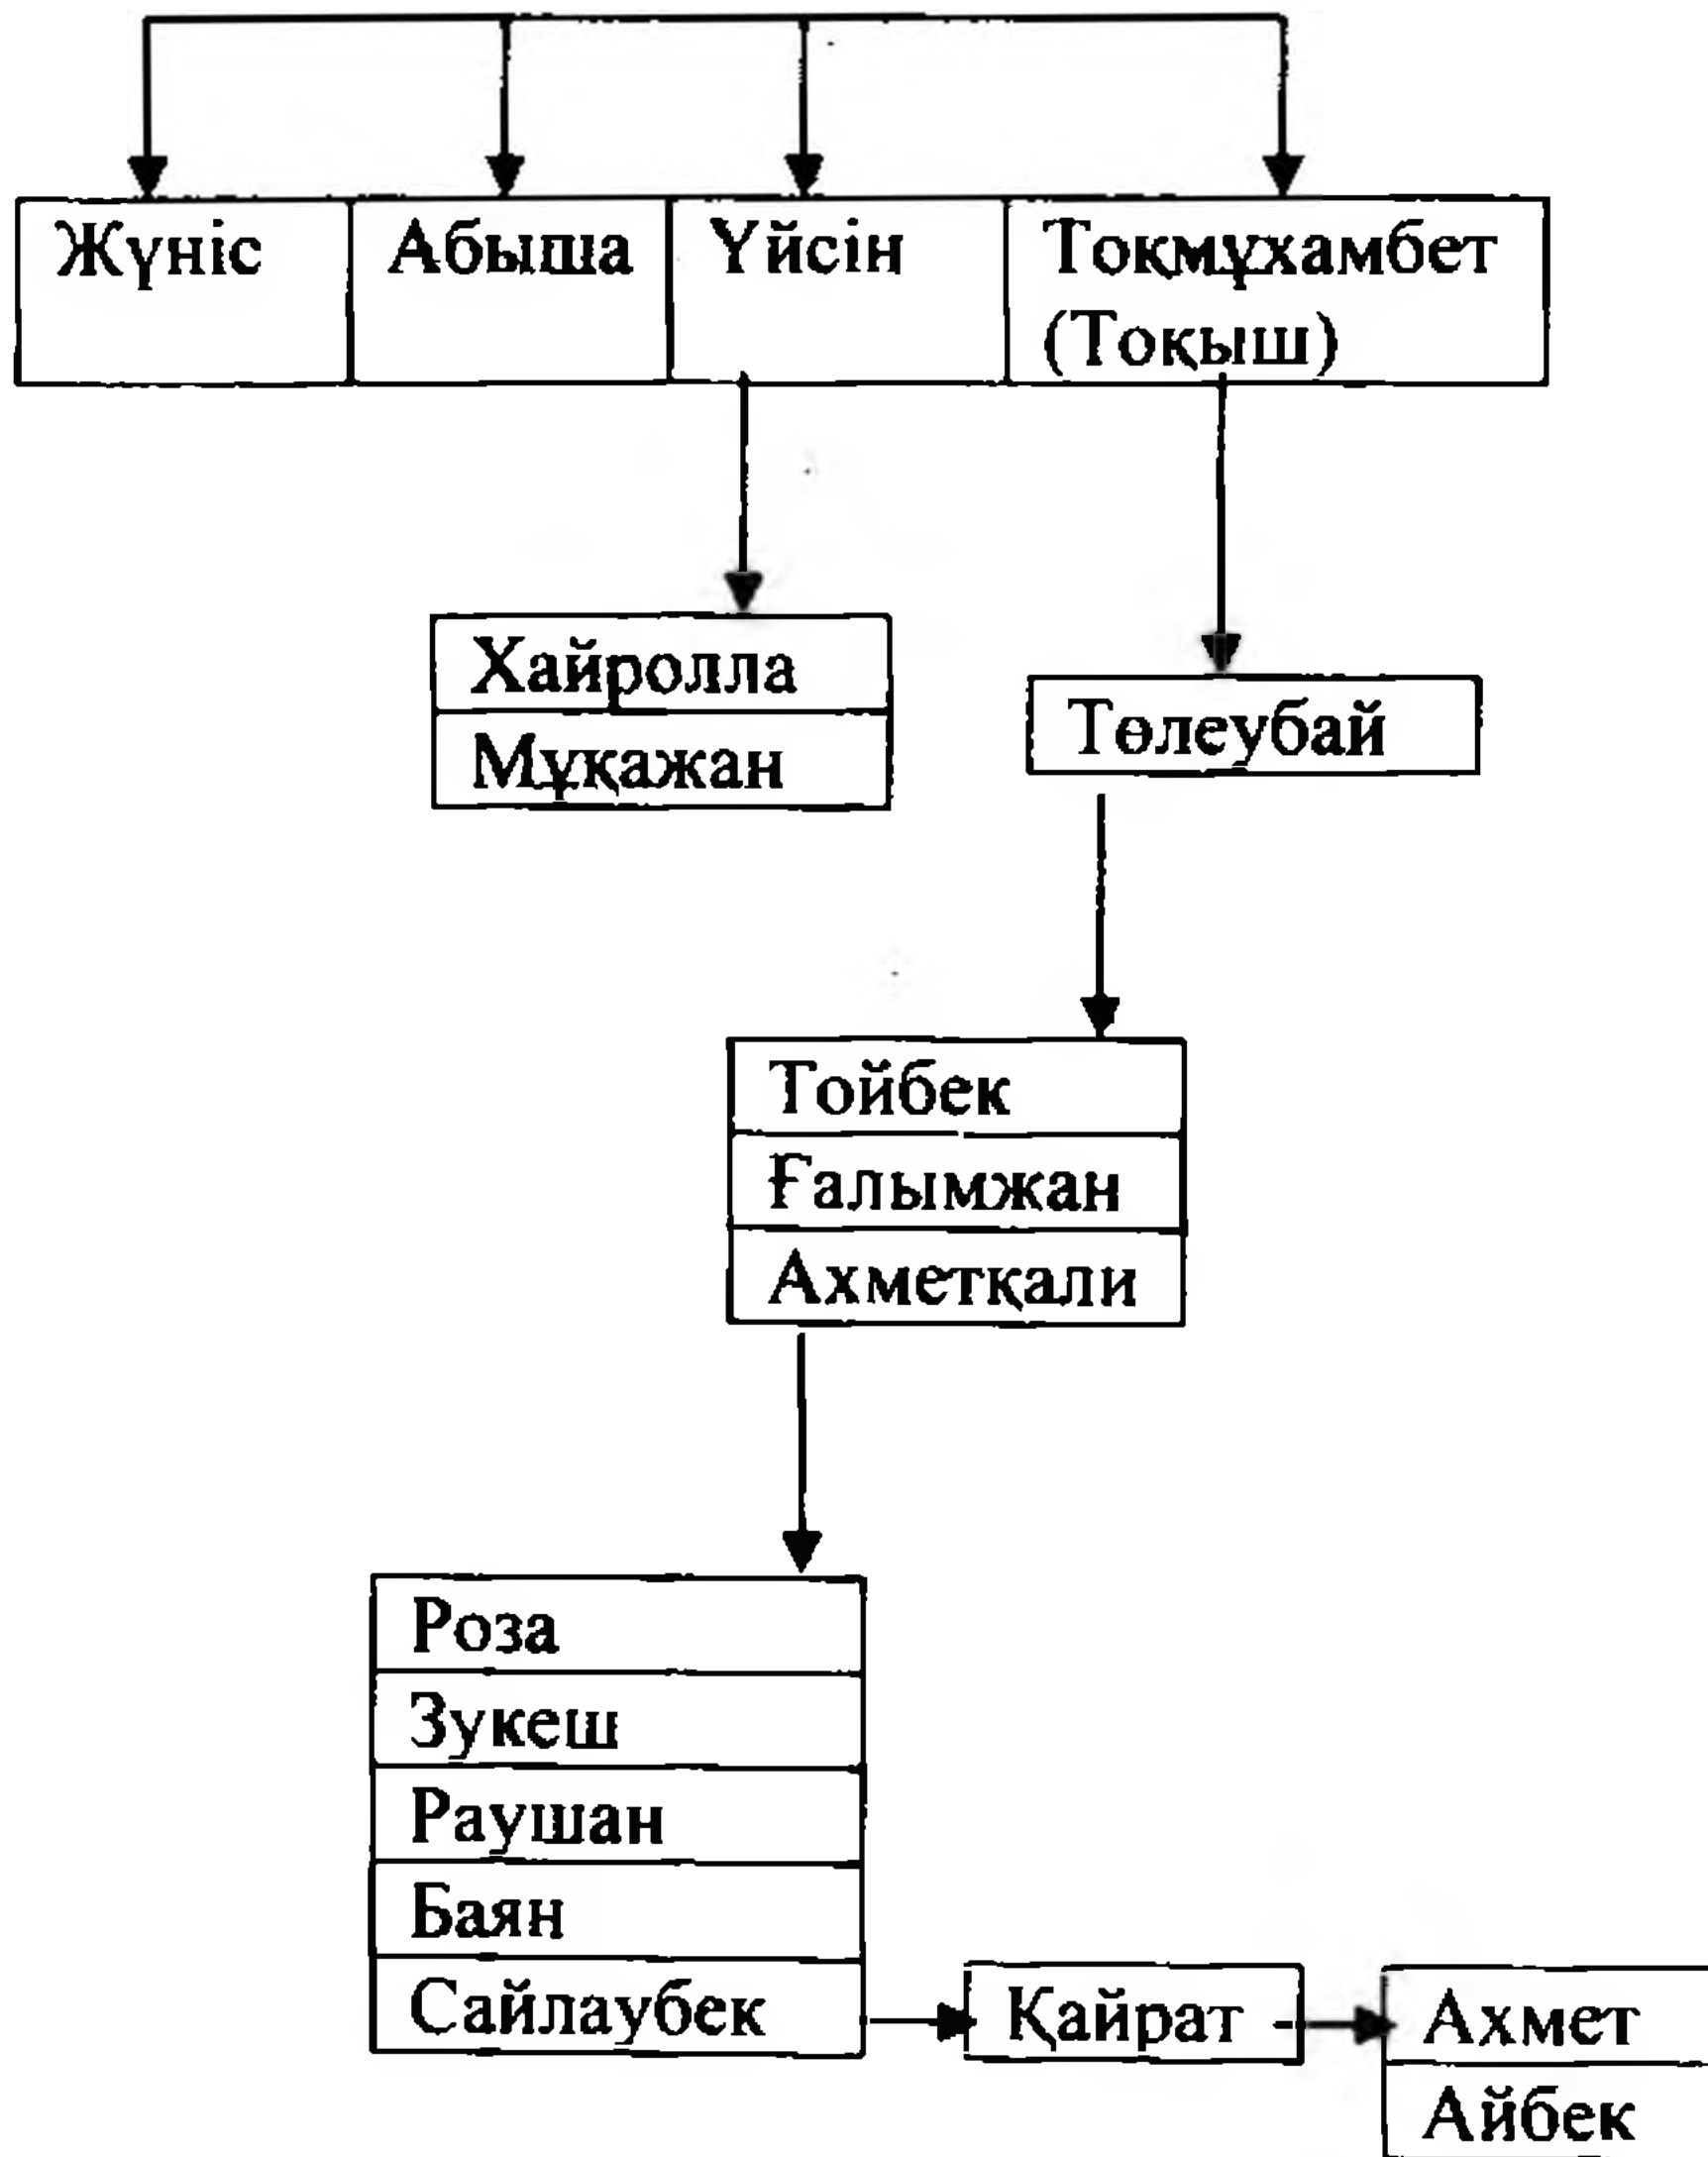 Жүніс
Абыша
Үйсін
Тоқмұхамбет
(Тоқыш)
Хайролла
Мұқажан
Төлеубай
Тойбек
Ғалымжан
Ахметқали
Роза
Зукеш
Раушан
Баян
Сайлаубек
Қайрат
Ахмет
Айбек